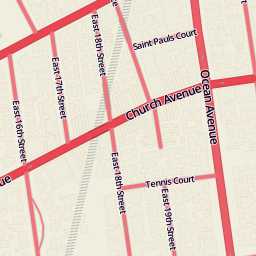 East 18th Street
Saint Pauls Court
East 17th Street
Ocean Avenue
Church Avenue
East 16th Street
East 18th Street
Tennis Court
East 19th Street